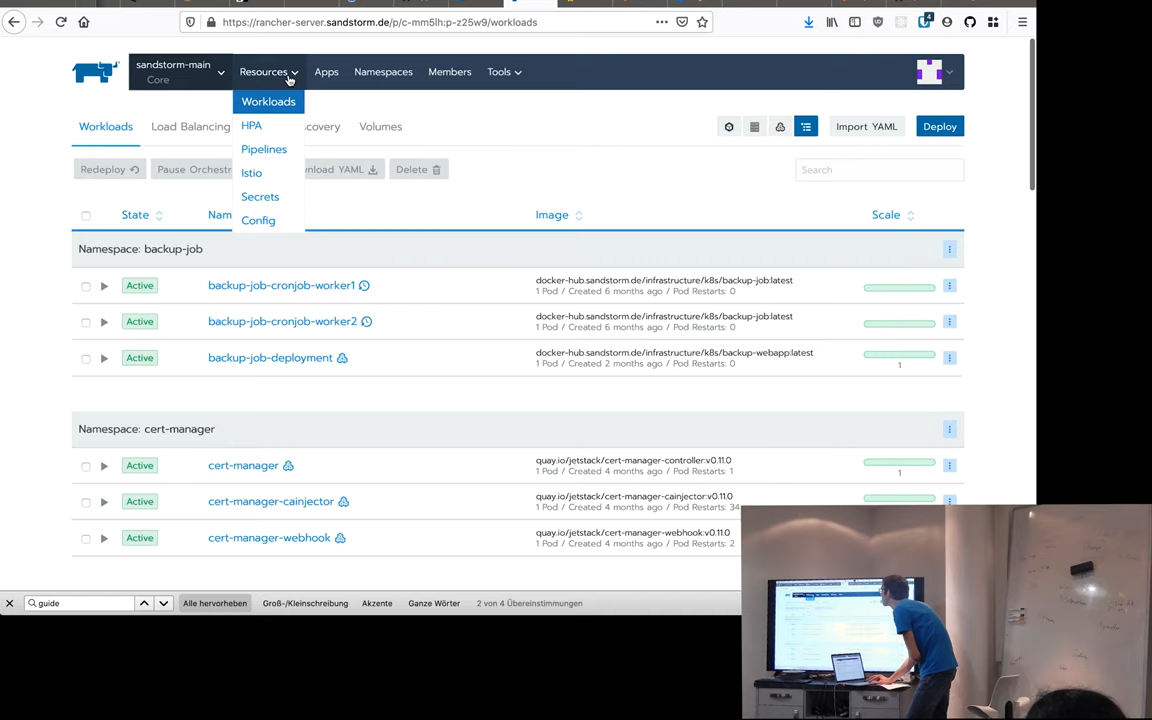 https://rancher-server.sandstorm.de/p/c-mm5lh:p-z25w9/workloads
4
sandstorm-main
Core
Resources
Apps
Namespaces
Members
Tools
Workloads
HPA
Pipelines
Istio
Secrets
Config
Workloads
Load Balancing
covery
Volumes
Import YAML
Deploy
Redeploy
Pause Orchestr
nload YAML
Delete
Search
State
Nam
Image
Scale
Namespace: backup-job
Active
backup-job-cronjob-worker1
docker-hub.sandstorm.de/infrastructure/k8s/backup-job:latest
1 Pod / Created 6 months ago / Pod Restarts: 0
Active
backup-job-cronjob-worker2
docker-hub.sandstorm.de/infrastructure/k8s/backup-job:latest
1 Pod / Created 6 months ago / Pod Restarts: 0
Active
backup-job-deployment
docker-hub.sandstorm.de/infrastructure/k8s/backup-webapp:latest
1 Pod / Created 2 months ago / Pod Restarts: 0
1
Namespace: cert-manager
Active
cert-manager
quay.io/jetstack/cert-manager-controller:v0.11.0
1 Pod / Created 4 months ago / Pod Restarts: 1
1
Active
cert-manager-cainjector
quay.io/jetstack/cert-manager-cainjector:v0.11.0
1 Pod / Created 4 months ago / Pod Restarts: 34
Active
cert-manager-webhook
quay.io/jetstack/cert-manager-webhook:v0.11.0
1 Pod / Created 4 months ago / Pod Restarts: 2
guide
Alle hervorheben
Groß-/Kleinschreibung
Akzente
Ganze Wörter
2 von 4 Übereinstimmungen